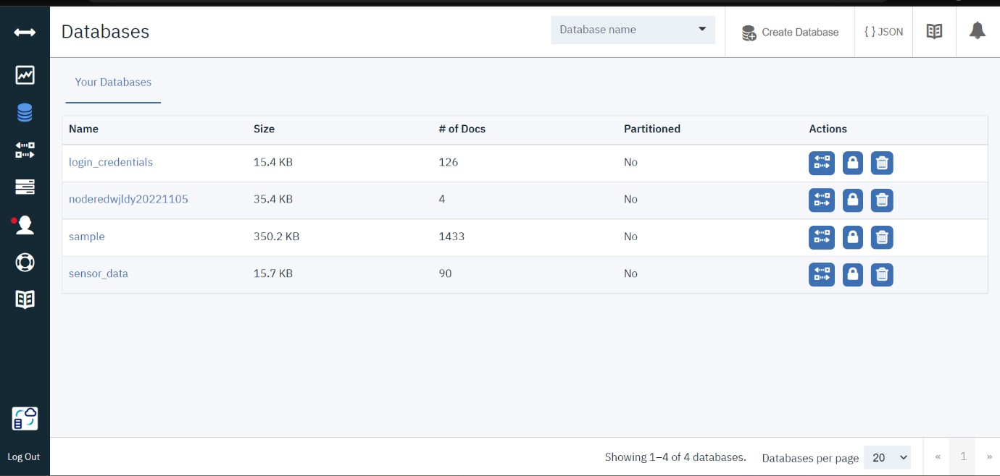 Databases
Database name
Create Database
{ } JSON
Your Databases
Name Size # of Docs Partitioned Actions
login_credentials 15.4 KB 126 No
noderedwjldy20221105 35.4 KB 4 No
sample 350.2 KB 1433 No
sensor_data 15.7 KB 90 No
Log Out
Showing 1–4 of 4 databases. Databases per page 20 « 1 »